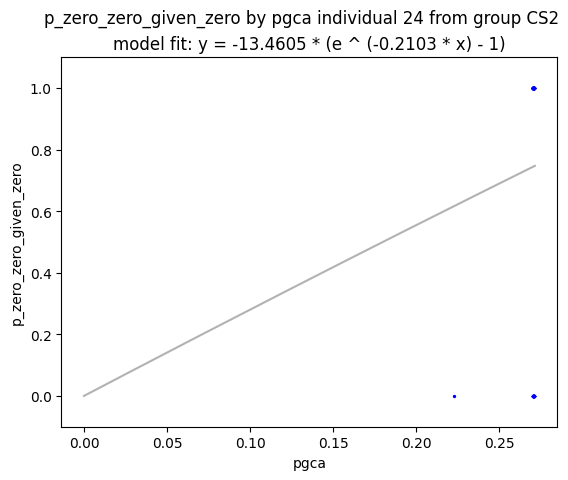 p_zero_zero_given_zero by pgca individual 24 from group CS2
model fit: y = -13.4605 * (e ^ (-0.2103 * x) - 1)
1.0
0.8
0.6
0.4
0.2
0.0
p_zero_zero_given_zero
0.00 0.05 0.10 0.15 0.20 0.25
pgca